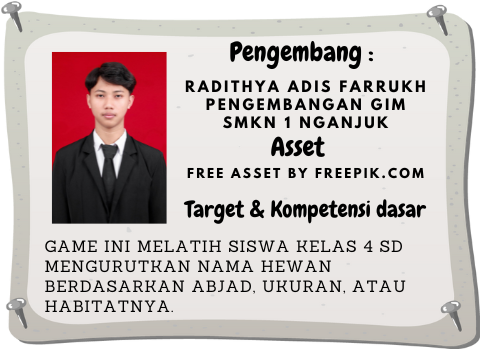 Pengembang :
RADITHYA ADIS FARRUKH
PENGEMBANGAN GIM
SMKN 1 NGANJUK
Asset
FREE ASSET BY FREEPIK.COM
Target & Kompetensi dasar
GAME INI MELATIH SISWA KELAS 4 SD
MENGURUTKAN NAMA HEWAN
BERDASARKAN ABJAD, UKURAN, ATAU
HABITATNYA.